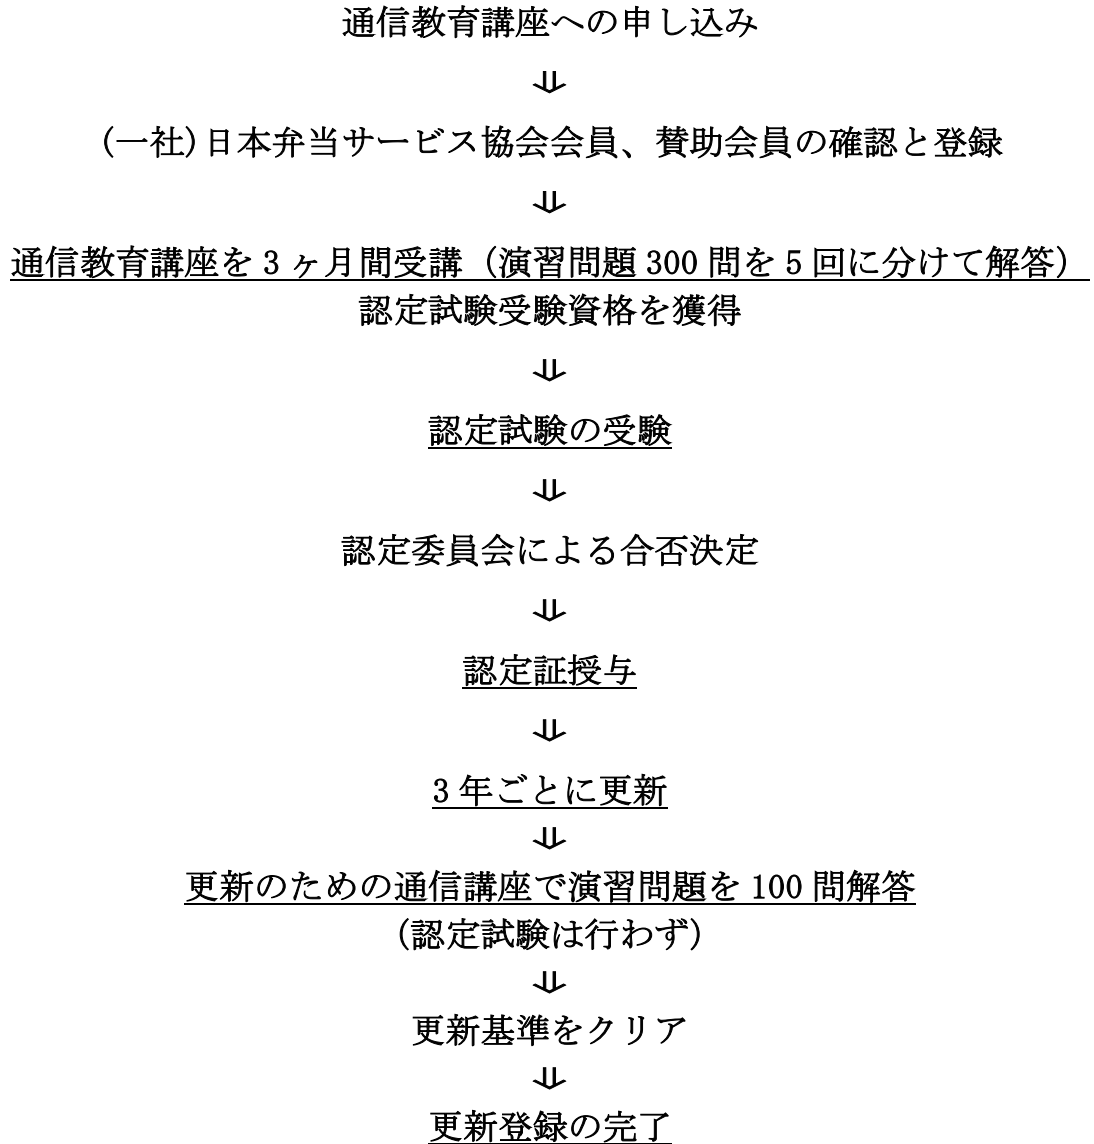 通信教育講座への申し込み
⇓
(一社)日本弁当サービス協会会員、賛助会員の確認と登録
⇓
通信教育講座を3ヶ月間受講（演習問題300問を5回に分けて解答）
認定試験受験資格を獲得
⇓
認定試験の受験
⇓
認定委員会による合否決定
⇓
認定証授与
⇓
3年ごとに更新
⇓
更新のための通信講座で演習問題を100問解答
(認定試験は行わず)
⇓
更新基準をクリア
⇓
更新登録の完了